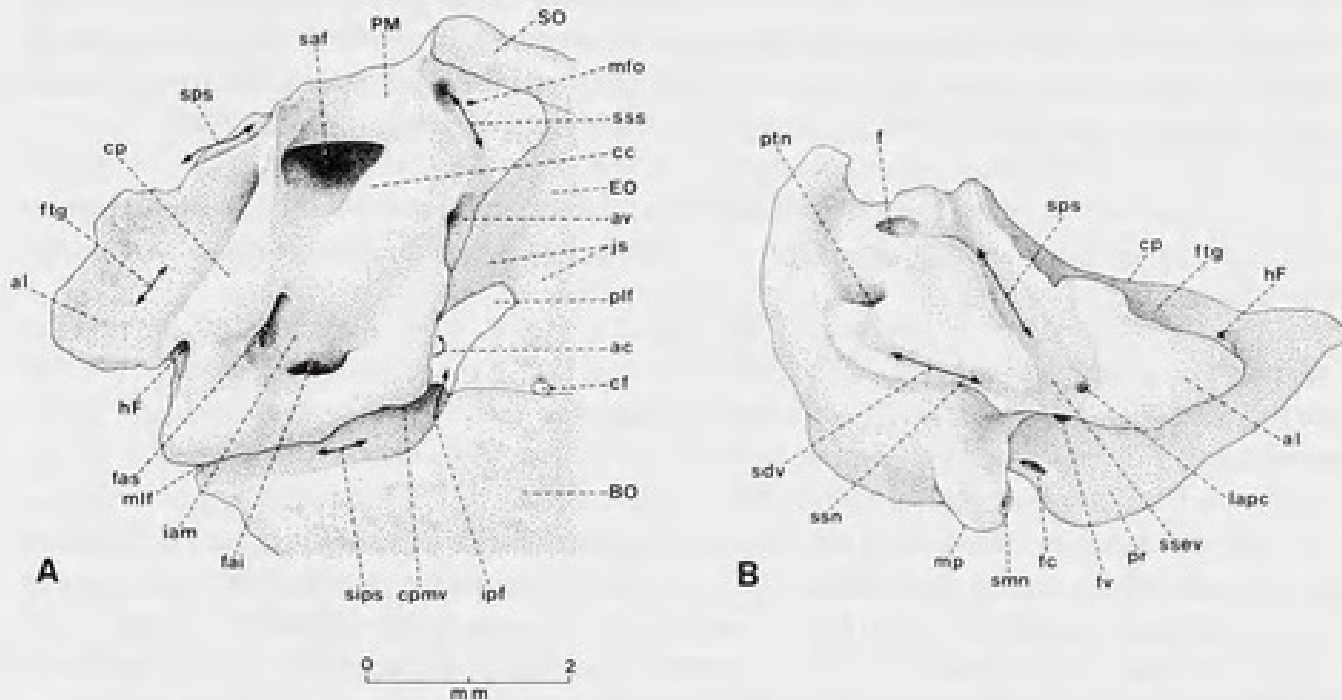 saf
PM
SO
mfo
sps
sss
cp
cc
EO
ftg
av
js
al
plf
ac
cf
hF
fas
mlf
BO
iam
fai
A
sips
cpmv
ipf
ptn
f
sps
cp
ftg
hF
al
sdv
lapc
ssn
ssev
mp
pr
fc
smn
fv
B
0
2
mm